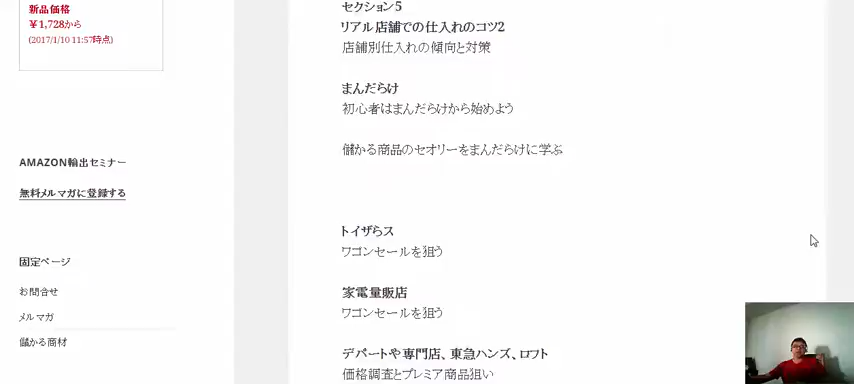 新品価格
￥1,728から
(2017/1/10 11:57時点)
AMAZON輸出セミナー
無料メルマガに登録する
固定ページ
お問合せ
メルマガ
儲かる商材
セクション5
リアル店舗での仕入れのコツ2
店舗別仕入れの傾向と対策
まんだらけ
初心者はまんだらけから始めよう
儲かる商品のセオリーをまんだらけに学ぶ
トイザらス
ワゴンセールを狙う
家電量販店
ワゴンセールを狙う
デパートや専門店、東急ハンズ、ロフト
価格調査とプレミア商品狙い